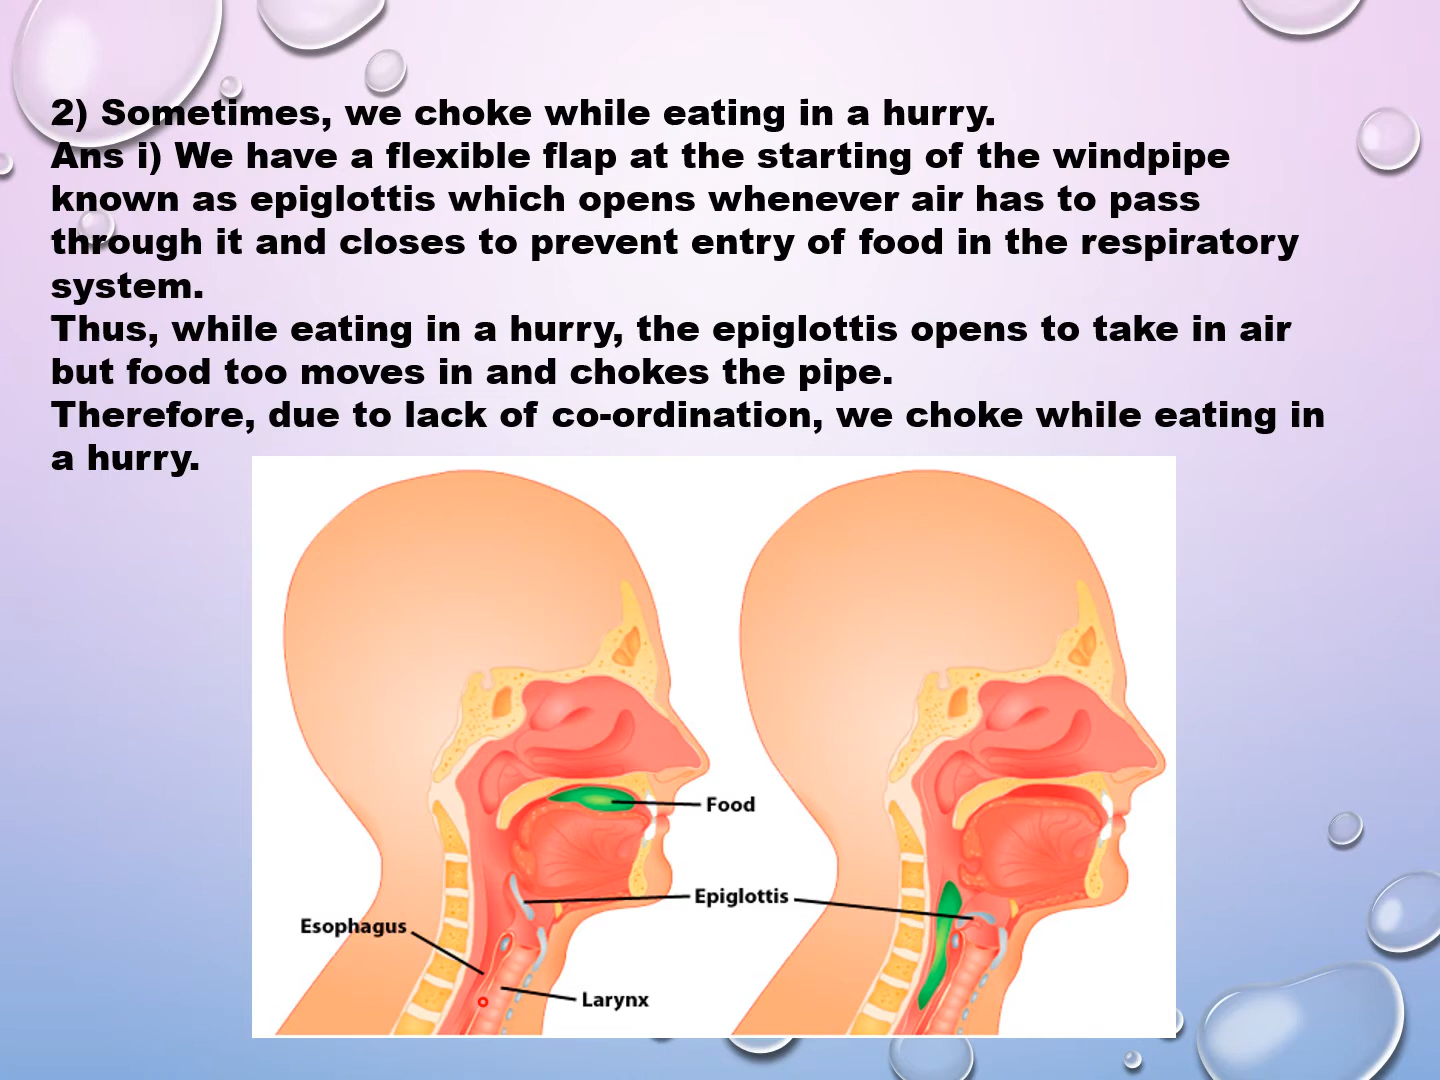 2) Sometimes, we choke while eating in a hurry.
Ans i) We have a flexible flap at the starting of the windpipe
known as epiglottis which opens whenever air has to pass
through it and closes to prevent entry of food in the respiratory
system.
Thus, while eating in a hurry, the epiglottis opens to take in air
but food too moves in and chokes the pipe.
Therefore, due to lack of co-ordination, we choke while eating in
a hurry.
Food
Epiglottis
Esophagus
Larynx